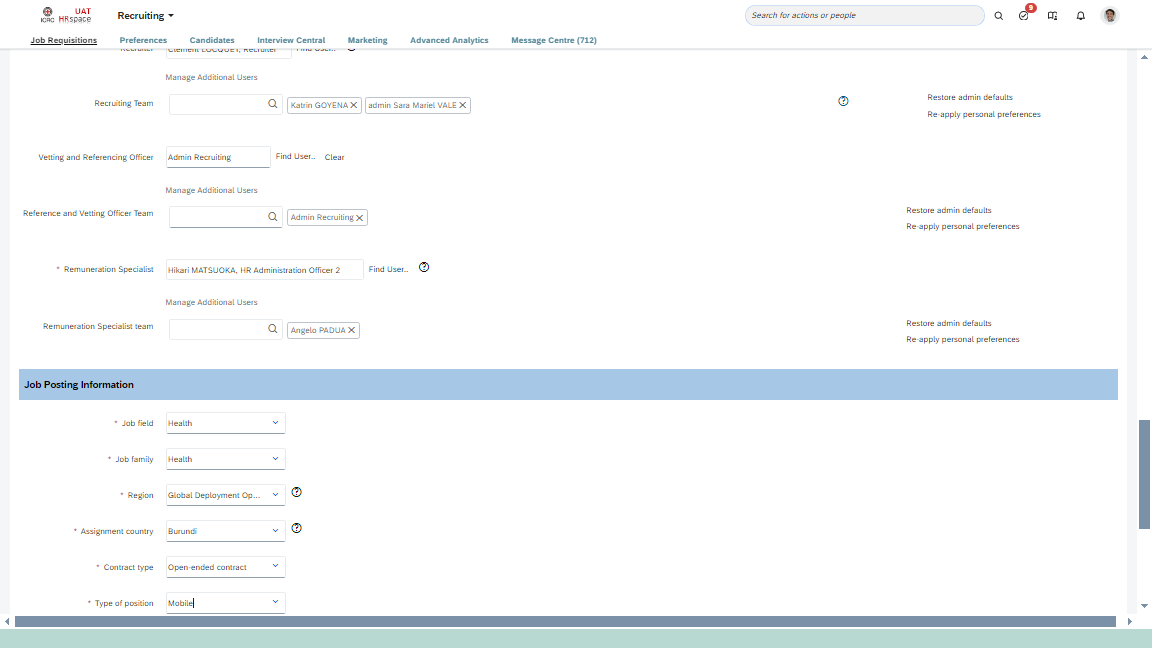 ICRC UAT HRspace
Recruiting
Search for actions or people
9
Job Requisitions Preferences Candidates Interview Central Marketing Advanced Analytics Message Centre (712)
Recruiter Clement LOCQUET, Recruiter Find User..
Manage Additional Users
Recruiting Team Katrin GOYENA admin Sara Mariel VALE Restore admin defaults
Re-apply personal preferences
Vetting and Referencing Officer Admin Recruiting Find User.. Clear
Manage Additional Users
Reference and Vetting Officer Team Admin Recruiting Restore admin defaults
Re-apply personal preferences
* Remuneration Specialist Hikari MATSUOKA, HR Administration Officer 2 Find User..
Manage Additional Users
Remuneration Specialist team Angelo PADUA Restore admin defaults
Re-apply personal preferences
Job Posting Information
* Job field Health
* Job family Health
* Region Global Deployment Op...
* Assignment country Burundi
* Contract type Open-ended contract
* Type of position Mobile